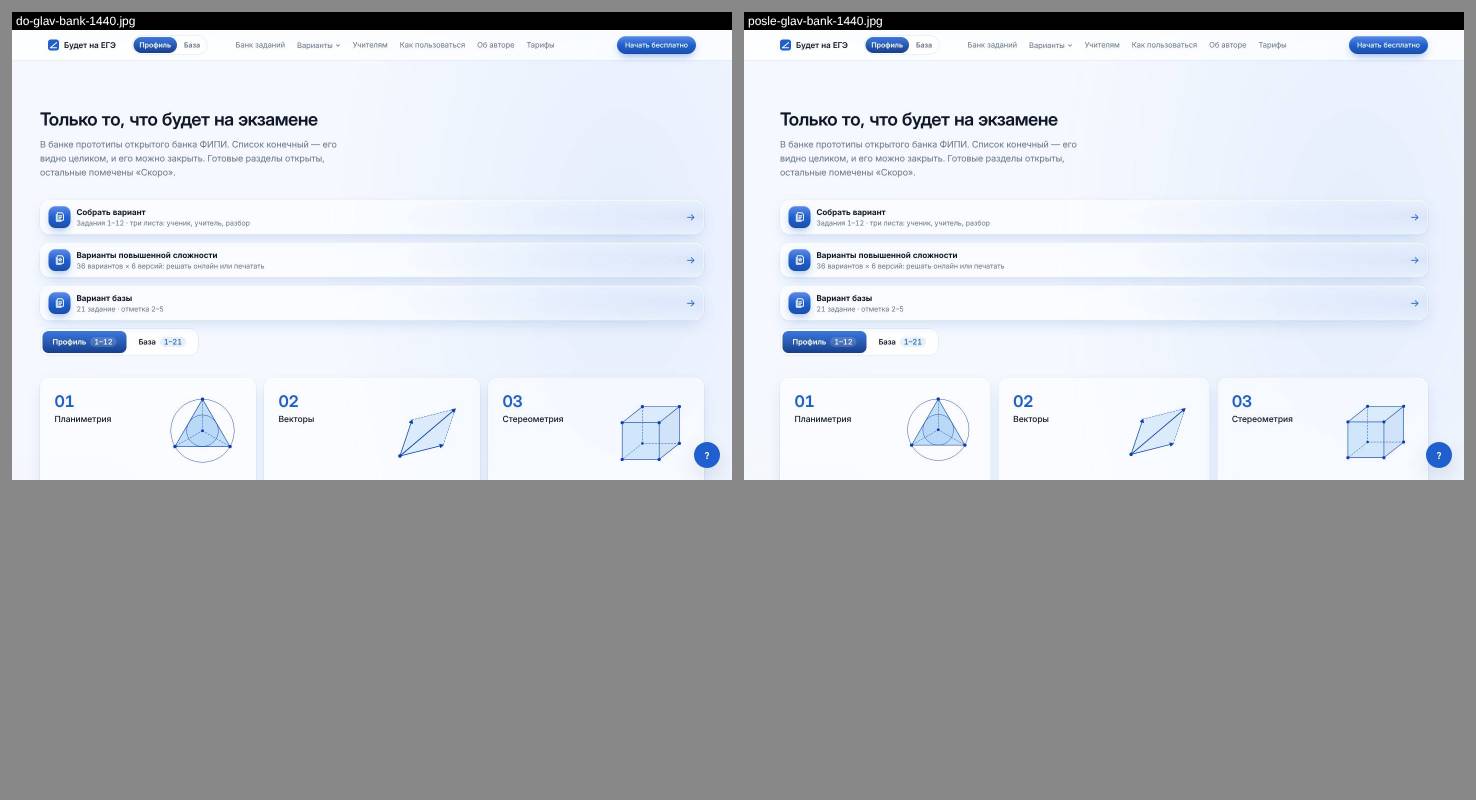 do-glav-bank-1440.jpg
Будет на ЕГЭ Профиль База Банк заданий Варианты Учителям Как пользоваться Об авторе Тарифы Начать бесплатно
Только то, что будет на экзамене
В банке прототипы открытого банка ФИПИ. Список конечный — его
видно целиком, и его можно закрыть. Готовые разделы открыты,
остальные помечены «Скоро».
Собрать вариант
Задания 1–12 · три листа: ученик, учитель, разбор
Варианты повышенной сложности
36 вариантов × 6 версий: решать онлайн или печатать
Вариант базы
21 задание · отметка 2–5
Профиль 1–12 База 1–21
01 02 03
Планиметрия Векторы Стереометрия
?
posle-glav-bank-1440.jpg
Будет на ЕГЭ Профиль База Банк заданий Варианты Учителям Как пользоваться Об авторе Тарифы Начать бесплатно
Только то, что будет на экзамене
В банке прототипы открытого банка ФИПИ. Список конечный — его
видно целиком, и его можно закрыть. Готовые разделы открыты,
остальные помечены «Скоро».
Собрать вариант
Задания 1–12 · три листа: ученик, учитель, разбор
Варианты повышенной сложности
36 вариантов × 6 версий: решать онлайн или печатать
Вариант базы
21 задание · отметка 2–5
Профиль 1–12 База 1–21
01 02 03
Планиметрия Векторы Стереометрия
?